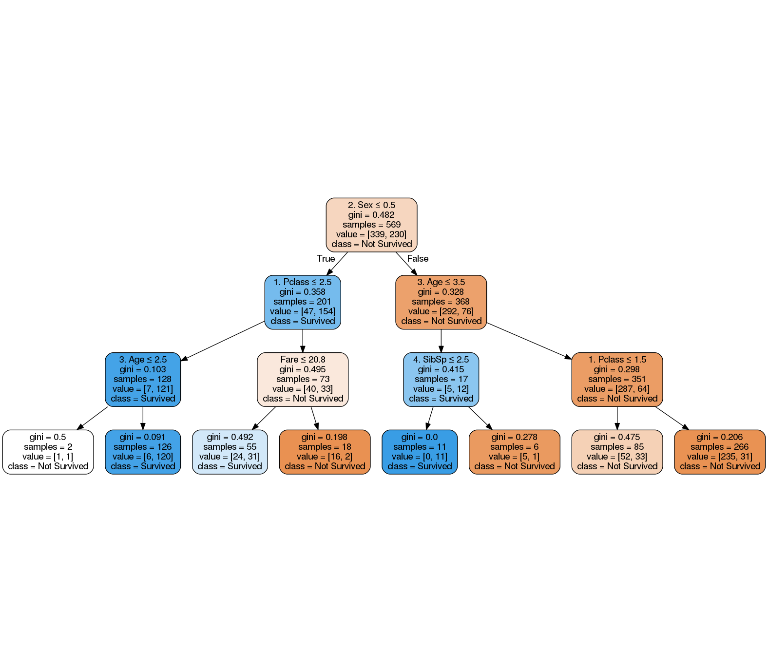 2. Sex ≤ 0.5
gini = 0.482
samples = 569
value = [339, 230]
class = Not Survived
True
False
1. Pclass ≤ 2.5
gini = 0.358
samples = 201
value = [47, 154]
class = Survived
3. Age ≤ 3.5
gini = 0.328
samples = 368
value = [292, 76]
class = Not Survived
3. Age ≤ 2.5
gini = 0.103
samples = 128
value = [7, 121]
class = Survived
Fare ≤ 20.8
gini = 0.495
samples = 73
value = [40, 33]
class = Not Survived
4. SibSp ≤ 2.5
gini = 0.415
samples = 17
value = [5, 12]
class = Survived
1. Pclass ≤ 1.5
gini = 0.298
samples = 351
value = [287, 64]
class = Not Survived
gini = 0.5
samples = 2
value = [1, 1]
class = Not Survived
gini = 0.091
samples = 126
value = [6, 120]
class = Survived
gini = 0.492
samples = 55
value = [24, 31]
class = Survived
gini = 0.198
samples = 18
value = [16, 2]
class = Not Survived
gini = 0.0
samples = 11
value = [0, 11]
class = Survived
gini = 0.278
samples = 6
value = [5, 1]
class = Not Survived
gini = 0.475
samples = 85
value = [52, 33]
class = Not Survived
gini = 0.206
samples = 266
value = [235, 31]
class = Not Survived